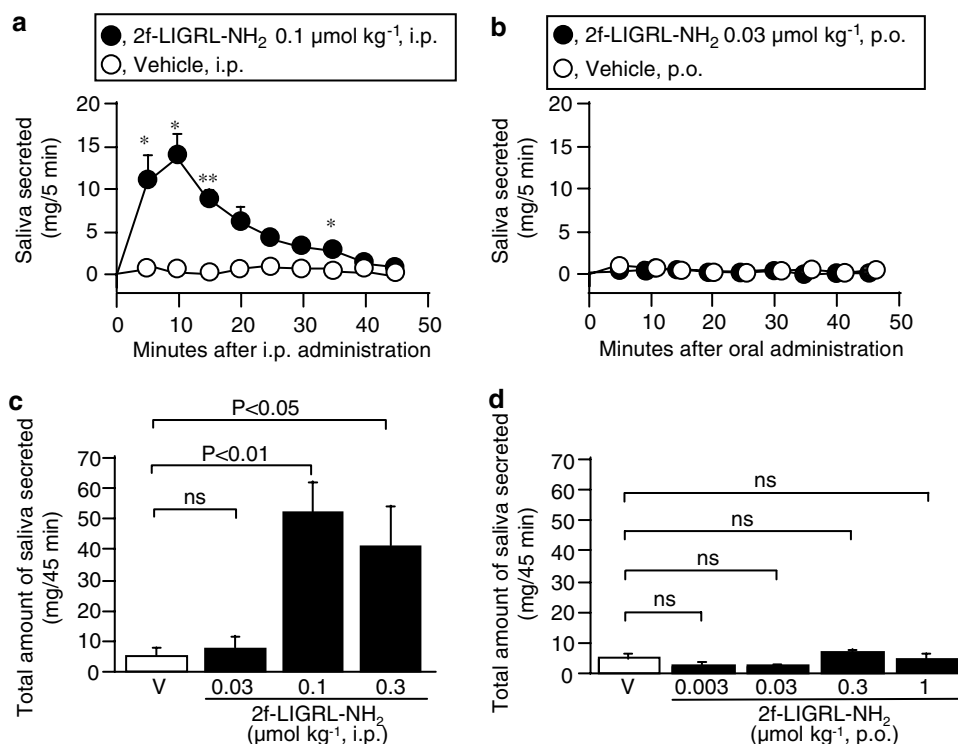 a
●, 2f-LIGRL-NH₂ 0.1 µmol kg⁻¹, i.p.
○, Vehicle, i.p.
Saliva secreted
(mg/5 min)
20
15
10
5
0
*
*
**
*
0 10 20 30 40 50
Minutes after i.p. administration
b
●, 2f-LIGRL-NH₂ 0.03 µmol kg⁻¹, p.o.
○, Vehicle, p.o.
Saliva secreted
(mg/5 min)
20
15
10
5
0
0 10 20 30 40 50
Minutes after oral administration
c
P<0.05
P<0.01
ns
Total amount of saliva secreted
(mg/45 min)
70
60
50
40
30
20
10
0
V 0.03 0.1 0.3
2f-LIGRL-NH₂
(µmol kg⁻¹, i.p.)
d
ns
ns
ns
ns
Total amount of saliva secreted
(mg/45 min)
70
60
50
40
30
20
10
0
V 0.003 0.03 0.3 1
2f-LIGRL-NH₂
(µmol kg⁻¹, p.o.)